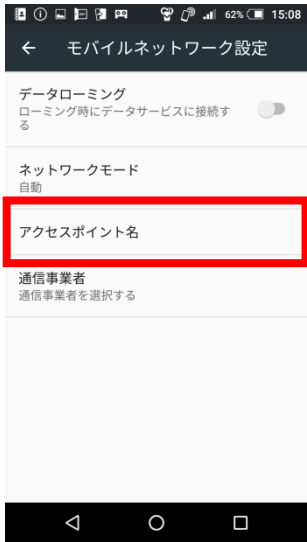 62% 15:08
モバイルネットワーク設定
データローミング
ローミング時にデータサービスに接続す
る
ネットワークモード
自動
アクセスポイント名
通信事業者
通信事業者を選択する